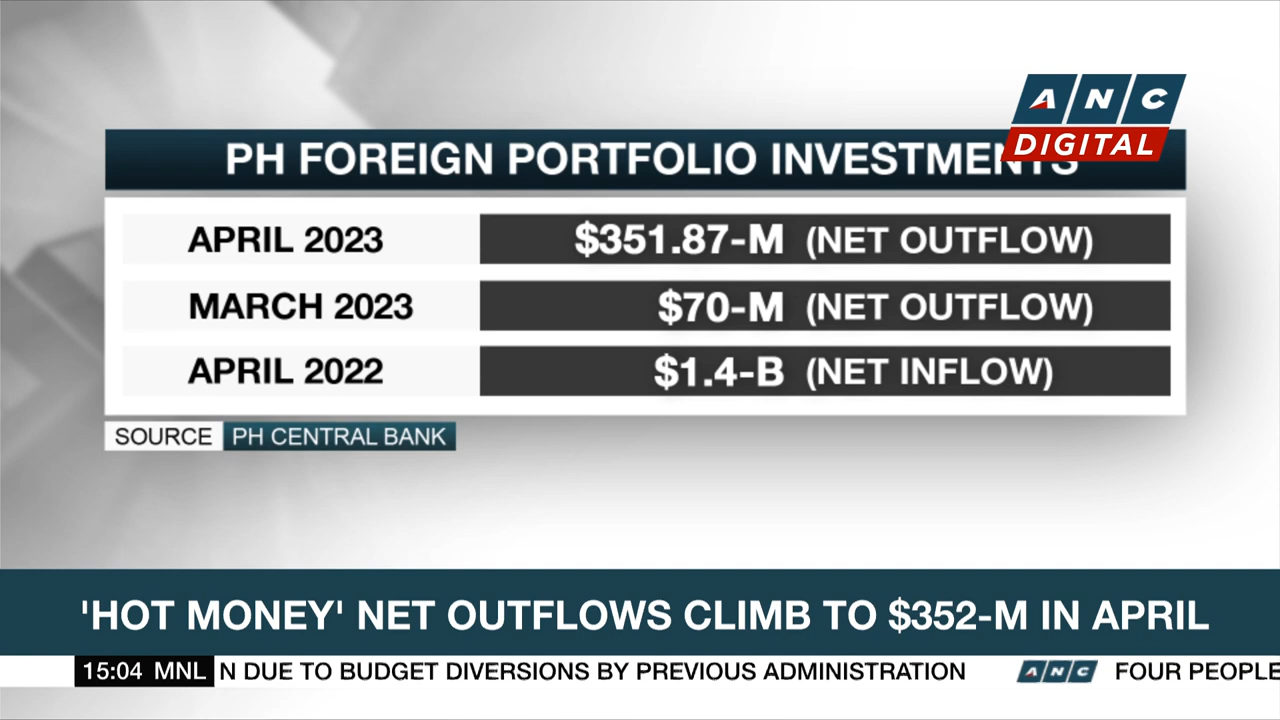 ANC
DIGITAL
PH FOREIGN PORTFOLIO INVESTMENTS
APRIL 2023 $351.87-M (NET OUTFLOW)
MARCH 2023 $70-M (NET OUTFLOW)
APRIL 2022 $1.4-B (NET INFLOW)
SOURCE PH CENTRAL BANK
'HOT MONEY' NET OUTFLOWS CLIMB TO $352-M IN APRIL
15:04 MNL N DUE TO BUDGET DIVERSIONS BY PREVIOUS ADMINISTRATION ANC FOUR PEOPLE